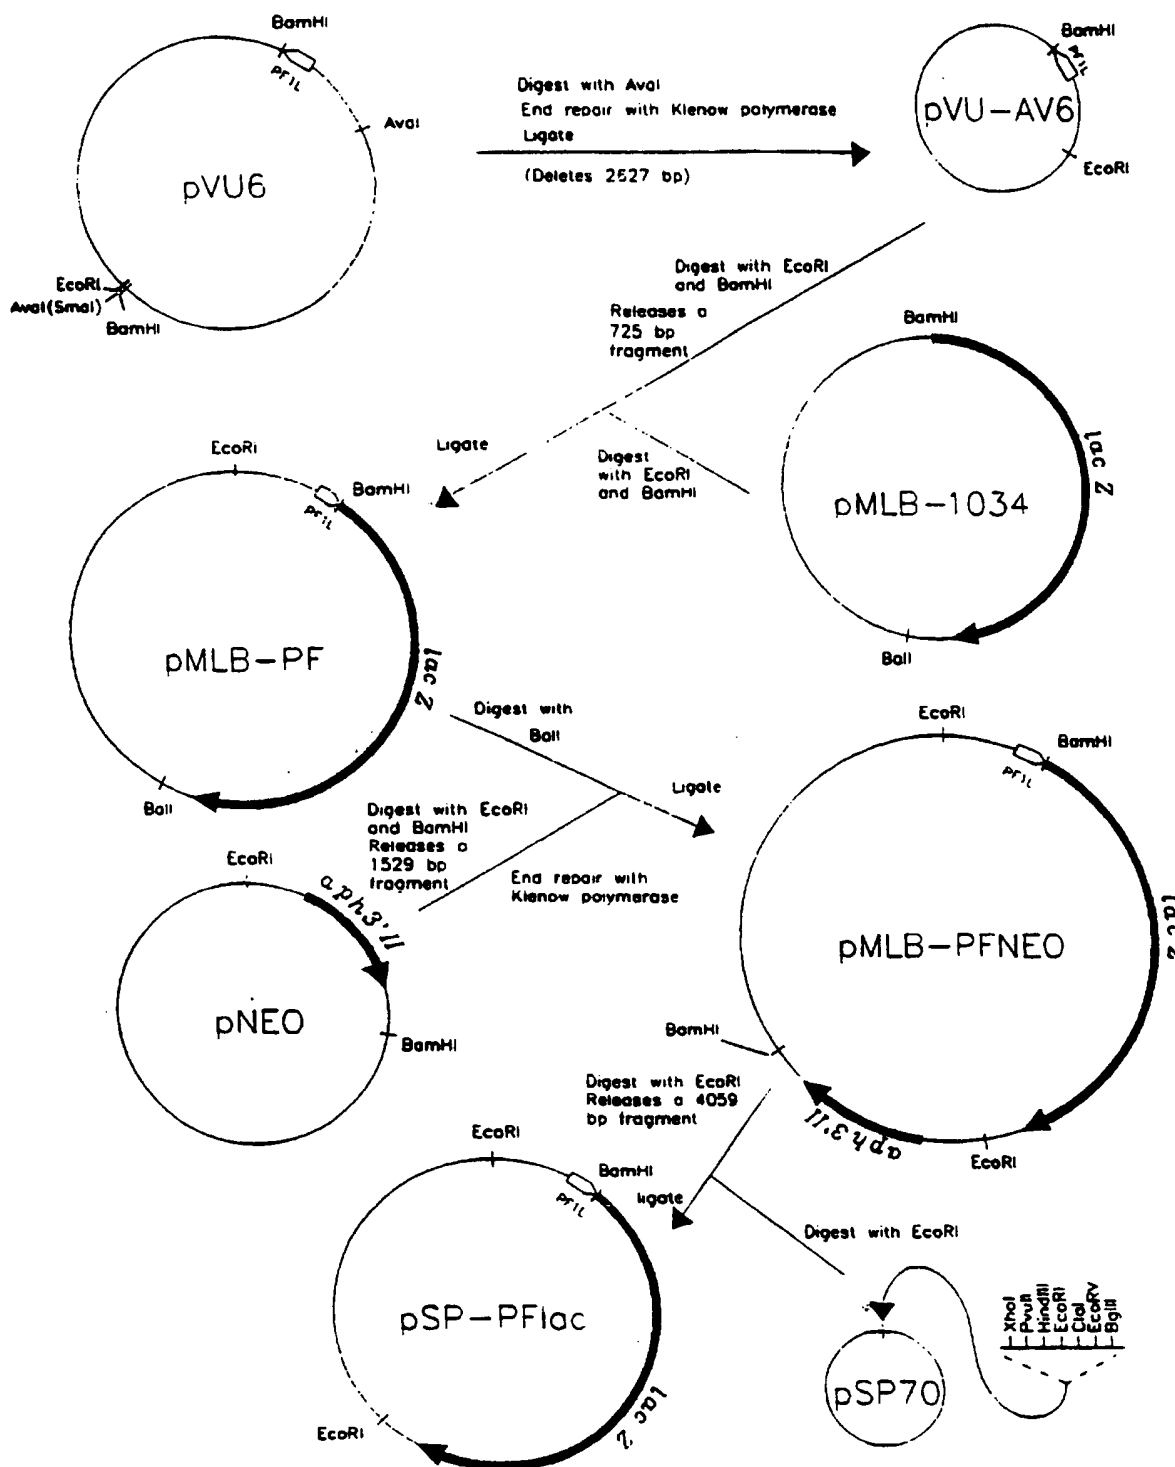 BamHI
PF1L
AvaI
pVU6
EcoRI
AvaI(SmaI)
BamHI
Digest with AvaI
End repair with Klenow polymerase
Ligate
(Deletes 2527 bp)
BamHI
PF1L
pVU-AV6
EcoRI
Digest with EcoRI
and BamHI
Releases a
725 bp
fragment
BamHI
lac Z
pMLB-1034
BalI
Ligate
Digest
with EcoRI
and BamHI
EcoRI
BamHI
PF1L
pMLB-PF
lac Z
BalI
Digest with
BalI
Ligate
Digest with EcoRI
and BamHI
Releases a
1529 bp
fragment
End repair with
Klenow polymerase
EcoRI
aph3'II
pNEO
BamHI
EcoRI
BamHI
PF1L
lac Z
pMLB-PFNEO
BamHI
aph3'II
EcoRI
Digest with EcoRI
Releases a 4059
bp fragment
ligate
Digest with EcoRI
EcoRI
BamHI
PF1L
pSP-PFlac
lac Z
EcoRI
pSP70
XhoI
PvuII
HindIII
EcoRI
ClaI
EcoRV
BglII